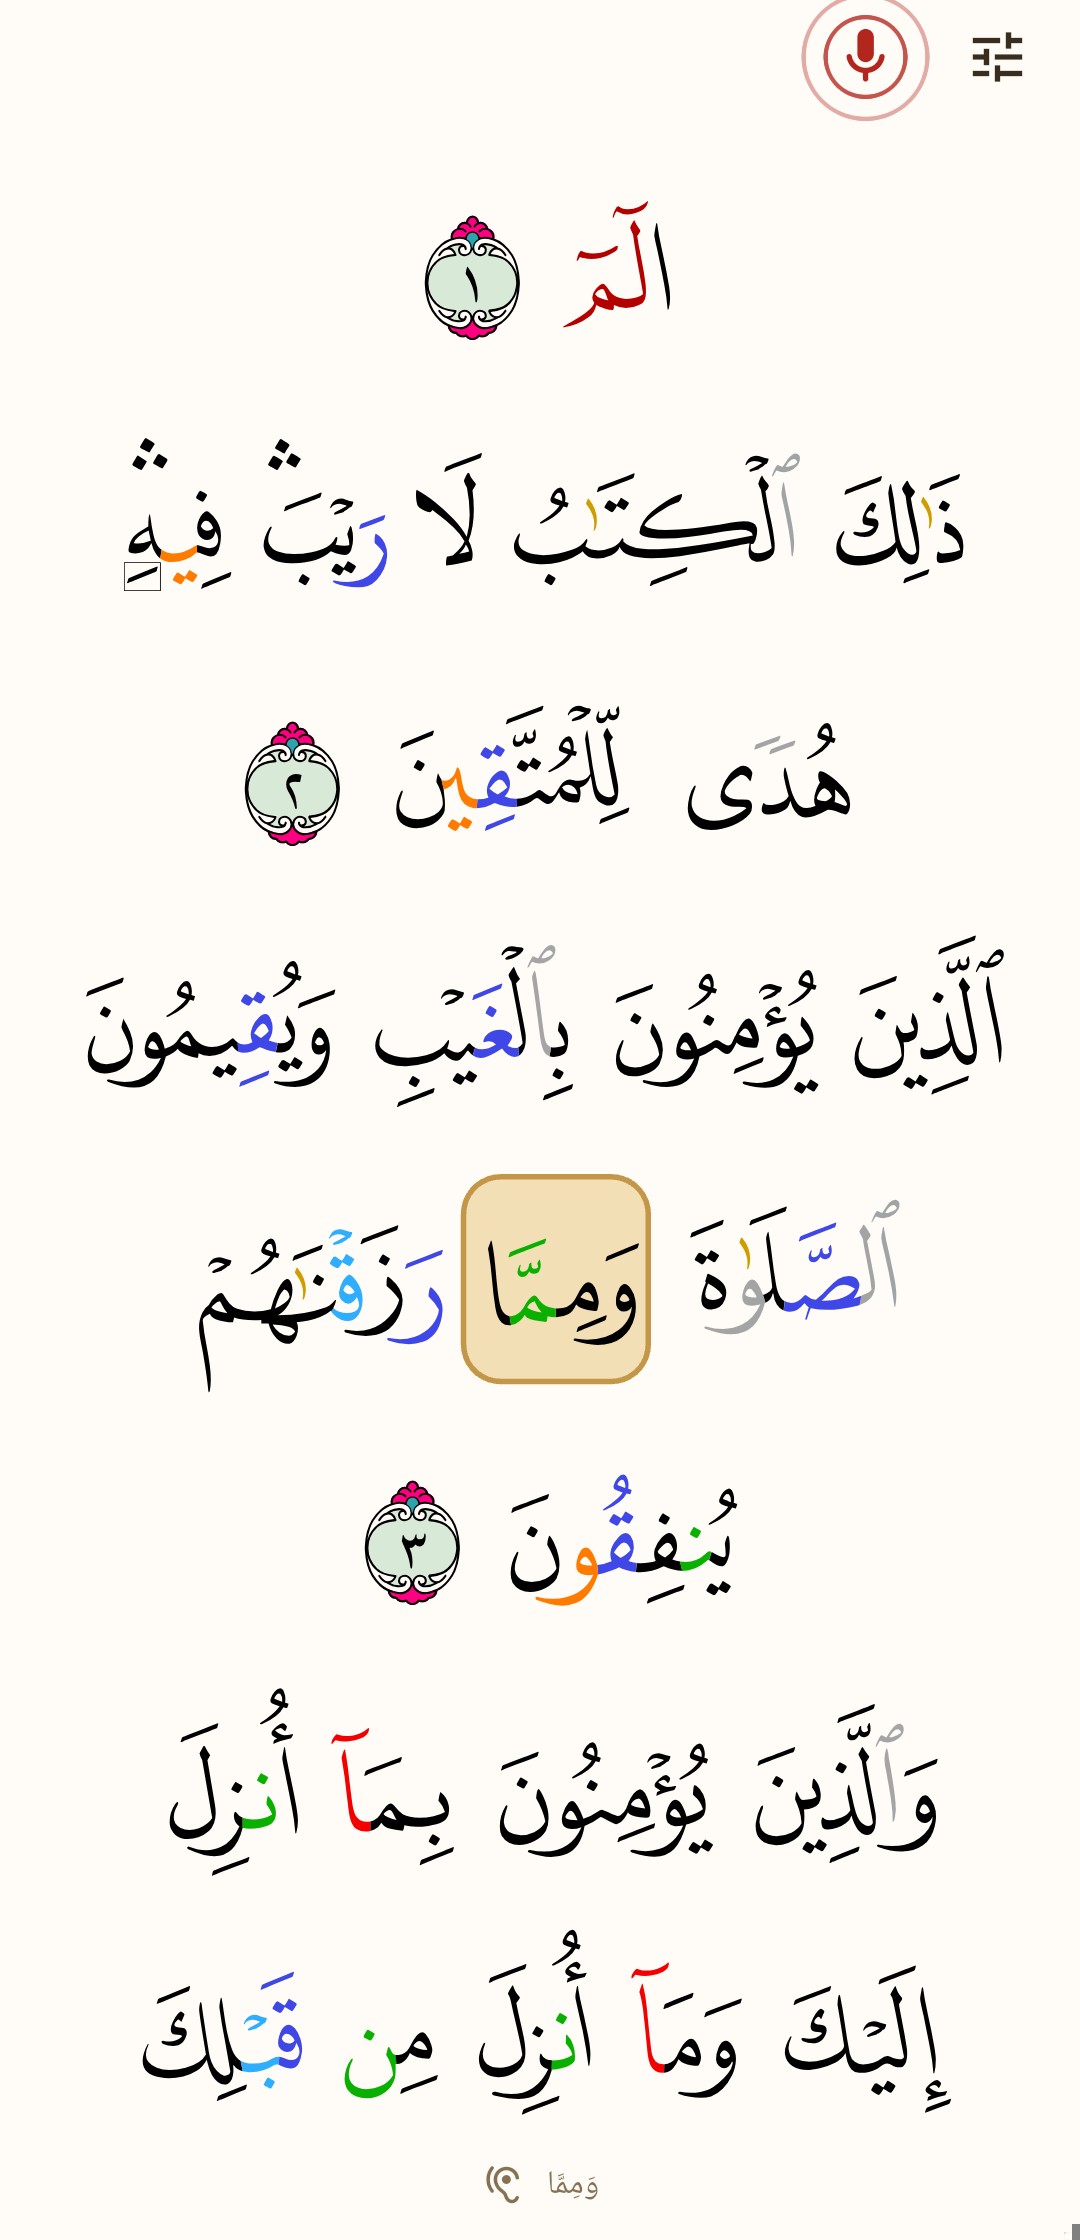 الٓمٓ ١
ذَٰلِكَ ٱلۡكِتَٰبُ لَا رَيۡبَۛ فِيهِۛ
هُدٗى لِّلۡمُتَّقِينَ ٢
ٱلَّذِينَ يُؤۡمِنُونَ بِٱلۡغَيۡبِ وَيُقِيمُونَ
ٱلصَّلَوٰةَ وَمِمَّا رَزَقۡنَٰهُمۡ
يُنفِقُونَ ٣
وَٱلَّذِينَ يُؤۡمِنُونَ بِمَآ أُنزِلَ
إِلَيۡكَ وَمَآ أُنزِلَ مِن قَبۡلِكَ
وَمِمَّا